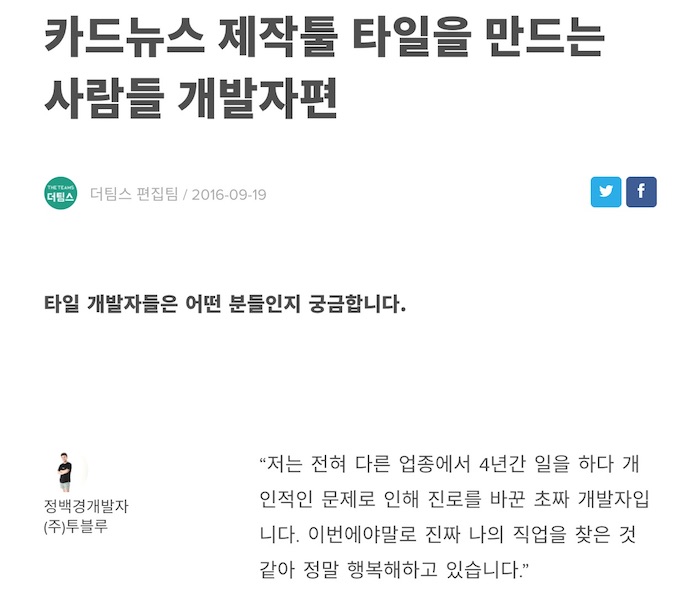 카드뉴스 제작툴 타일을 만드는
사람들 개발자편
THE TEAMS
더팀스
더팀스 편집팀 / 2016-09-19
타일 개발자들은 어떤 분들인지 궁금합니다.
정백경개발자
(주)투블루
“저는 전혀 다른 업종에서 4년간 일을 하다 개
인적인 문제로 인해 진로를 바꾼 초짜 개발자입
니다. 이번에야말로 진짜 나의 직업을 찾은 것
같아 정말 행복해하고 있습니다.”